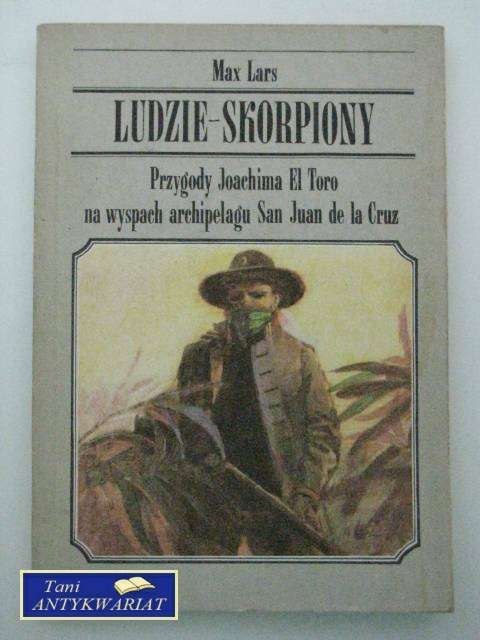 Max Lars
LUDZIE-SKORPIONY
Przygody Joachima El Toro
na wyspach archipelagu San Juan de la Cruz
Tani
ANTYKWARIAT